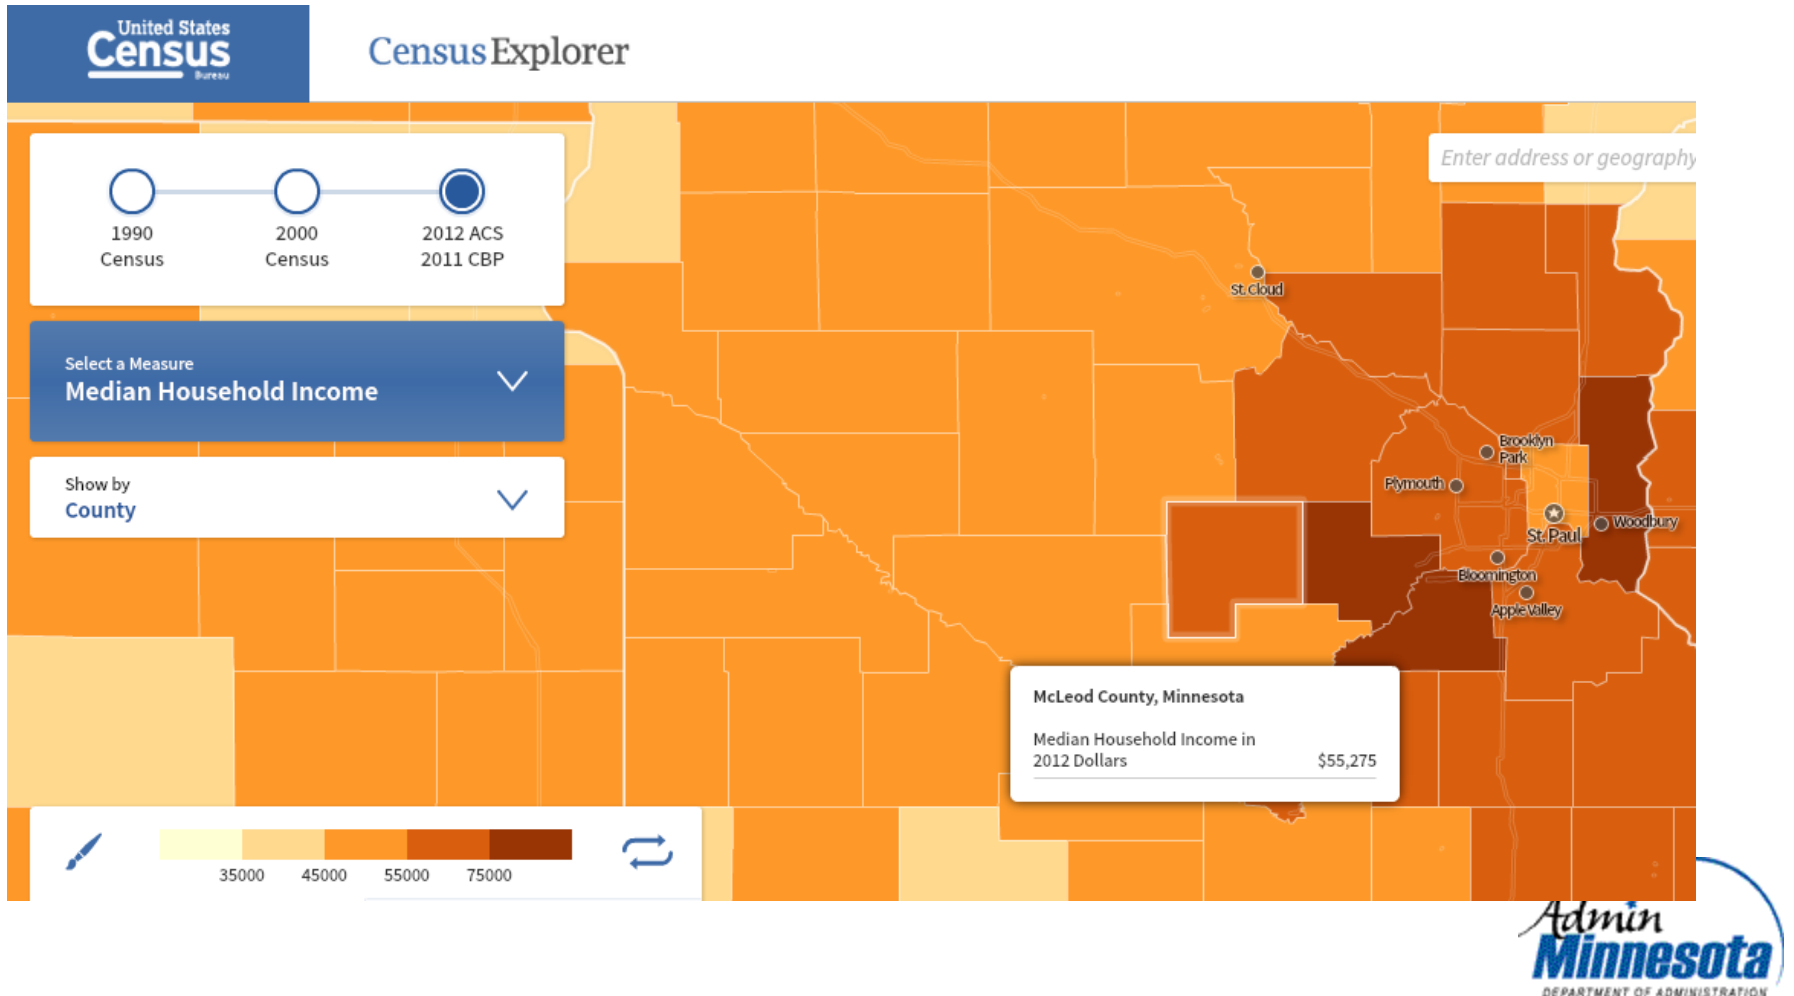 United States
Census
Bureau
Census Explorer
Enter address or geography
1990
Census
2000
Census
2012 ACS
2011 CBP
Select a Measure
Median Household Income
Show by
County
St. Cloud
Brooklyn
Park
Plymouth
St. Paul
Woodbury
Bloomington
Apple Valley
McLeod County, Minnesota
Median Household Income in
2012 Dollars
$55,275
35000
45000
55000
75000
Admin
Minnesota
DEPARTMENT OF ADMINISTRATION